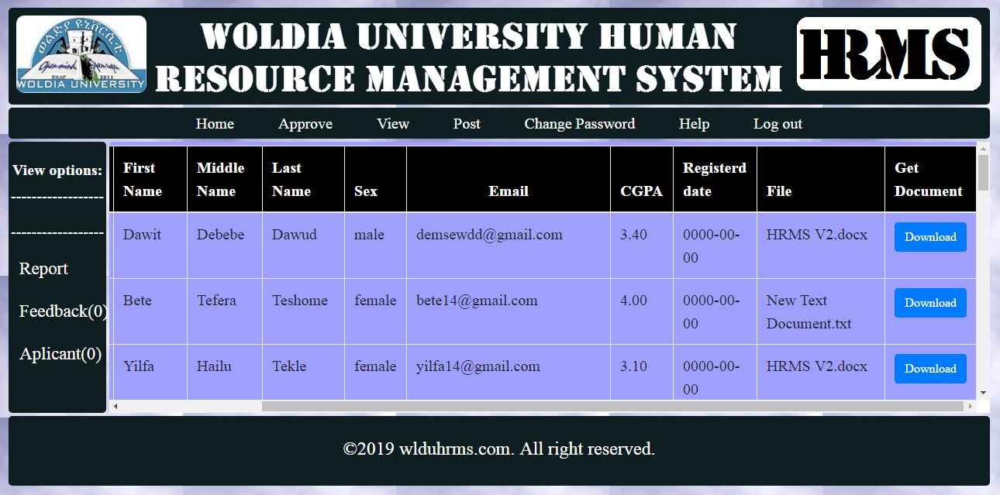 ወልድያ ዩኒቨርሲቲ
WOLDIA UNIVERSITY
WOLDIA UNIVERSITY HUMAN
RESOURCE MANAGEMENT SYSTEM
HRMS
Home Approve View Post Change Password Help Log out
View options:
------------------
------------------
Report
Feedback(0)
Aplicant(0)
First Name Middle Name Last Name Sex Email CGPA Registerd date File Get Document
Dawit Debebe Dawud male demsewdd@gmail.com 3.40 0000-00-00 HRMS V2.docx Download
Bete Tefera Teshome female bete14@gmail.com 4.00 0000-00-00 New Text Document.txt Download
Yilfa Hailu Tekle female yilfa14@gmail.com 3.10 0000-00-00 HRMS V2.docx Download
©2019 wlduhrms.com. All right reserved.